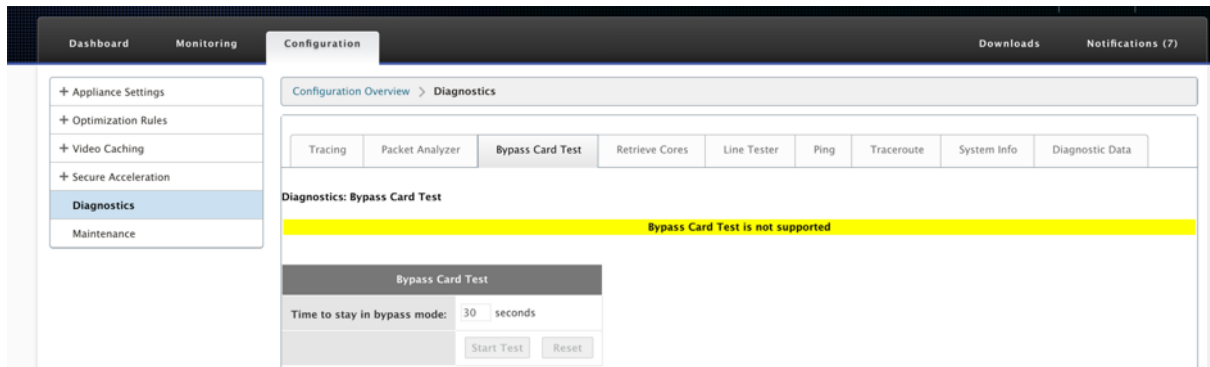 Dashboard Monitoring Configuration Downloads Notifications (7)
+ Appliance Settings
+ Optimization Rules
+ Video Caching
+ Secure Acceleration
Diagnostics
Maintenance
Configuration Overview > Diagnostics
Tracing Packet Analyzer Bypass Card Test Retrieve Cores Line Tester Ping Traceroute System Info Diagnostic Data
Diagnostics: Bypass Card Test
Bypass Card Test is not supported
Bypass Card Test
Time to stay in bypass mode: 30 seconds
Start Test Reset